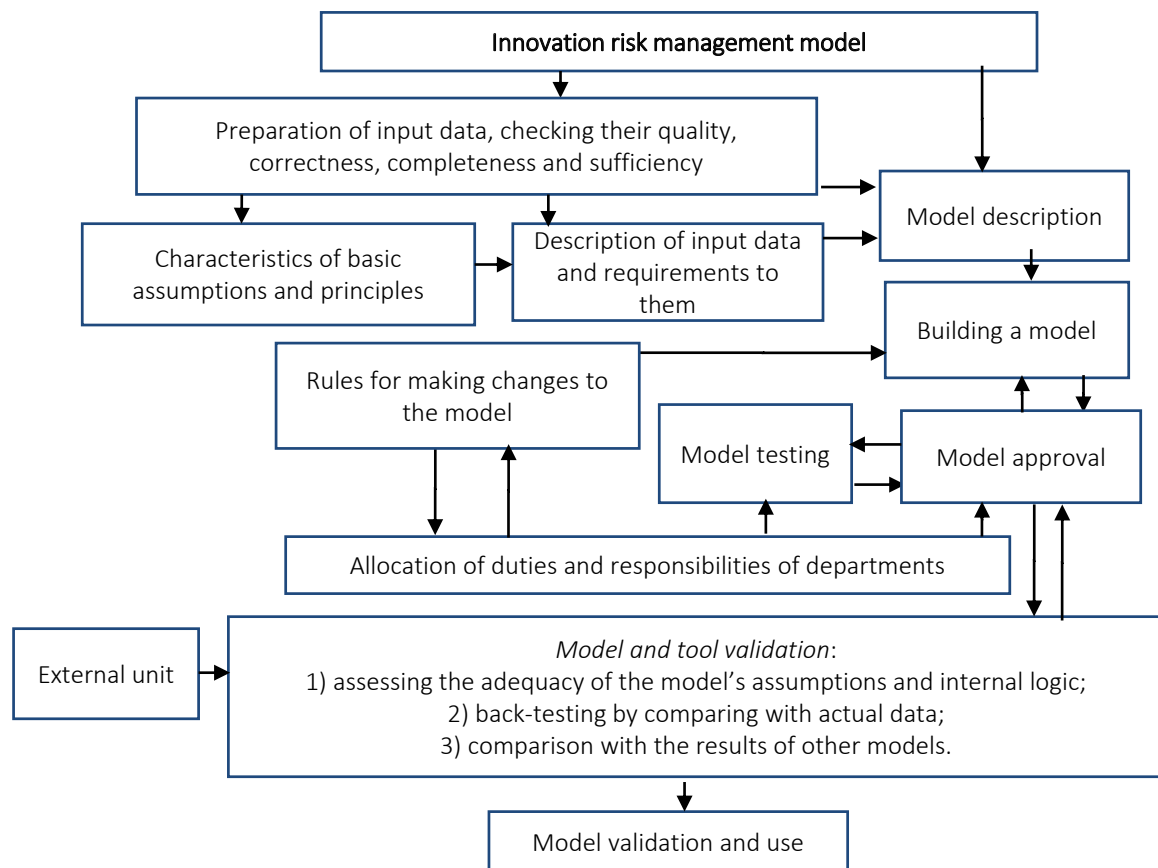 Innovation risk management model
Preparation of input data, checking their quality,
correctness, completeness and sufficiency
Model description
Characteristics of basic
assumptions and principles
Description of input data
and requirements to
them
Building a model
Rules for making changes to
the model
Model testing
Model approval
Allocation of duties and responsibilities of departments
External unit
Model and tool validation:
1) assessing the adequacy of the model’s assumptions and internal logic;
2) back-testing by comparing with actual data;
3) comparison with the results of other models.
Model validation and use